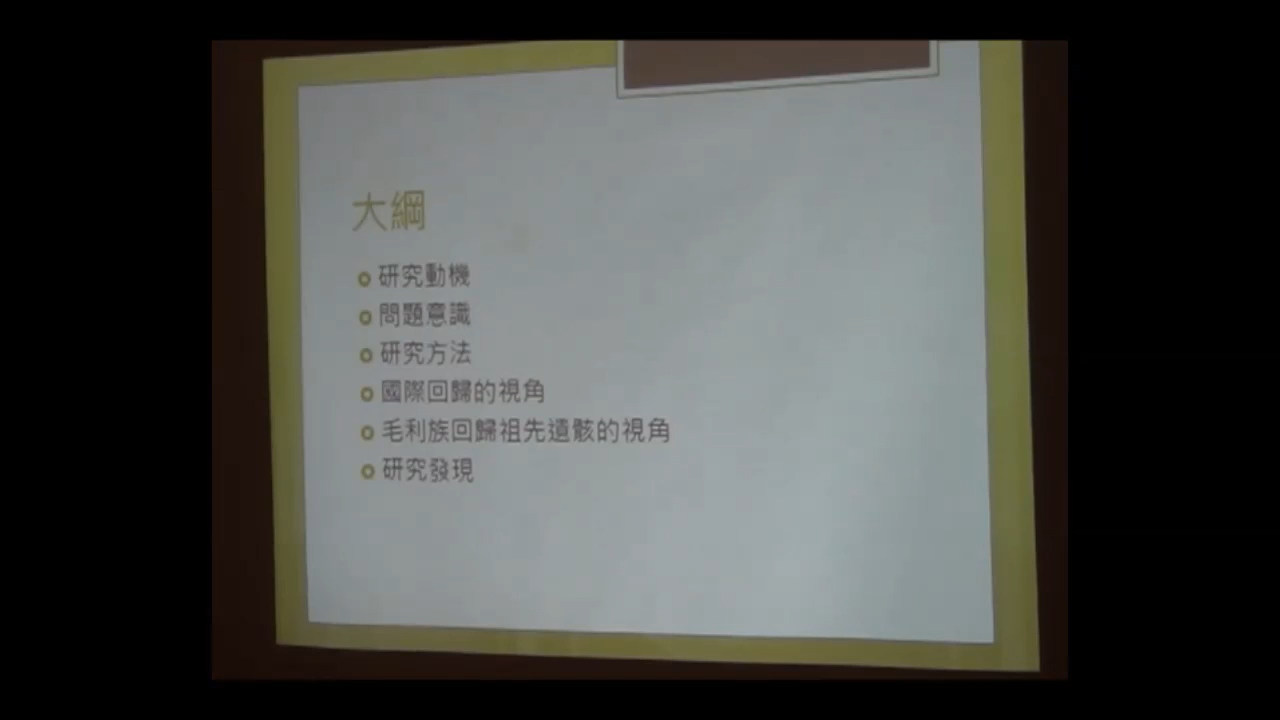 大綱
研究動機
問題意識
研究方法
國際回歸的視角
毛利族回歸祖先遺骸的視角
研究發現